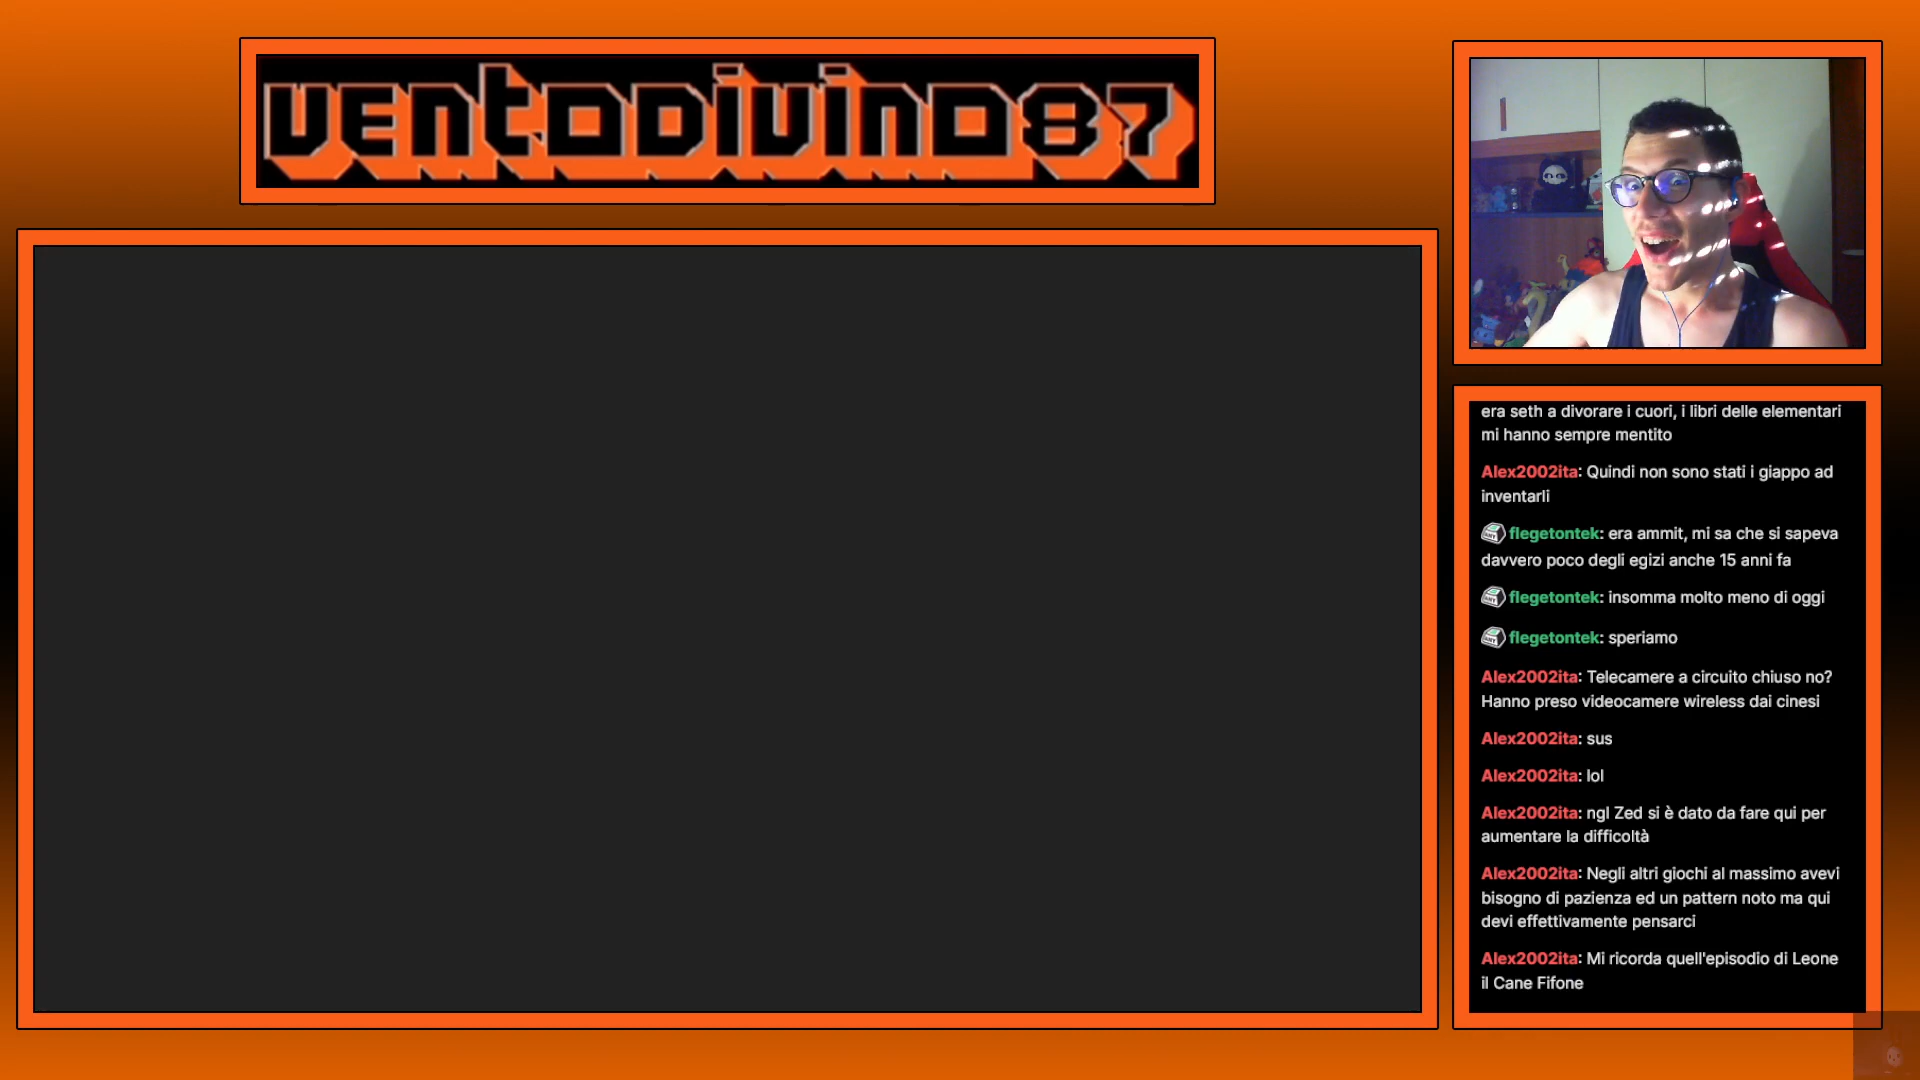 ventodivino87
era seth a divorare i cuori, i libri delle elementari
mi hanno sempre mentito
Alex2002ita: Quindi non sono stati i giappo ad
inventarli
flegetontek: era ammit, mi sa che si sapeva
davvero poco degli egizi anche 15 anni fa
flegetontek: insomma molto meno di oggi
flegetontek: speriamo
Alex2002ita: Telecamere a circuito chiuso no?
Hanno preso videocamere wireless dai cinesi
Alex2002ita: sus
Alex2002ita: lol
Alex2002ita: ngl Zed si è dato da fare qui per
aumentare la difficoltà
Alex2002ita: Negli altri giochi al massimo avevi
bisogno di pazienza ed un pattern noto ma qui
devi effettivamente pensarci
Alex2002ita: Mi ricorda quell'episodio di Leone
il Cane Fifone